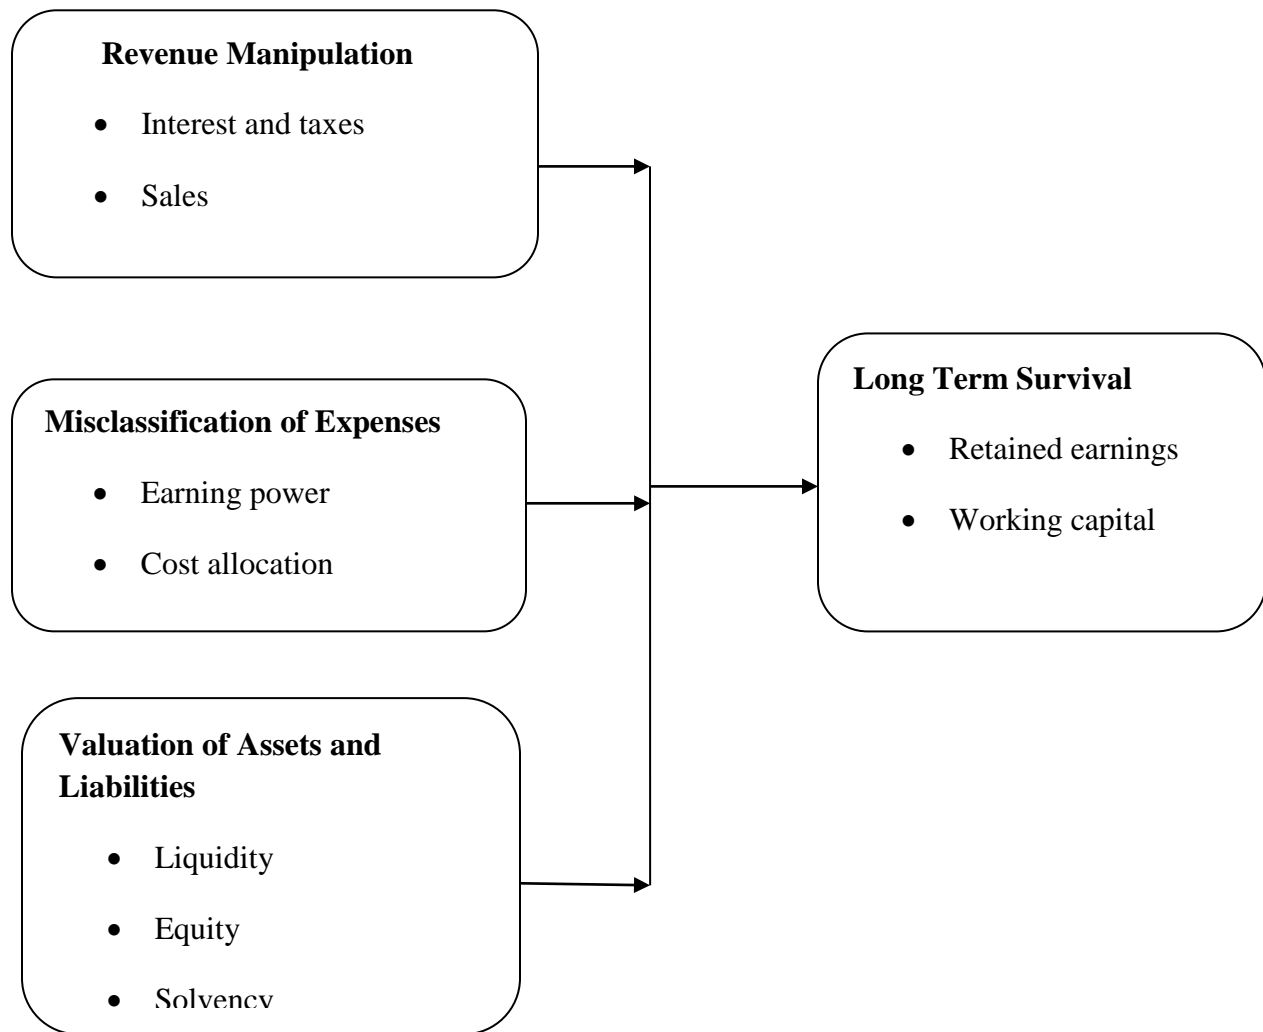 Revenue Manipulation
• Interest and taxes
• Sales
Misclassification of Expenses
• Earning power
• Cost allocation
Valuation of Assets and
Liabilities
• Liquidity
• Equity
• Solvency
Long Term Survival
• Retained earnings
• Working capital